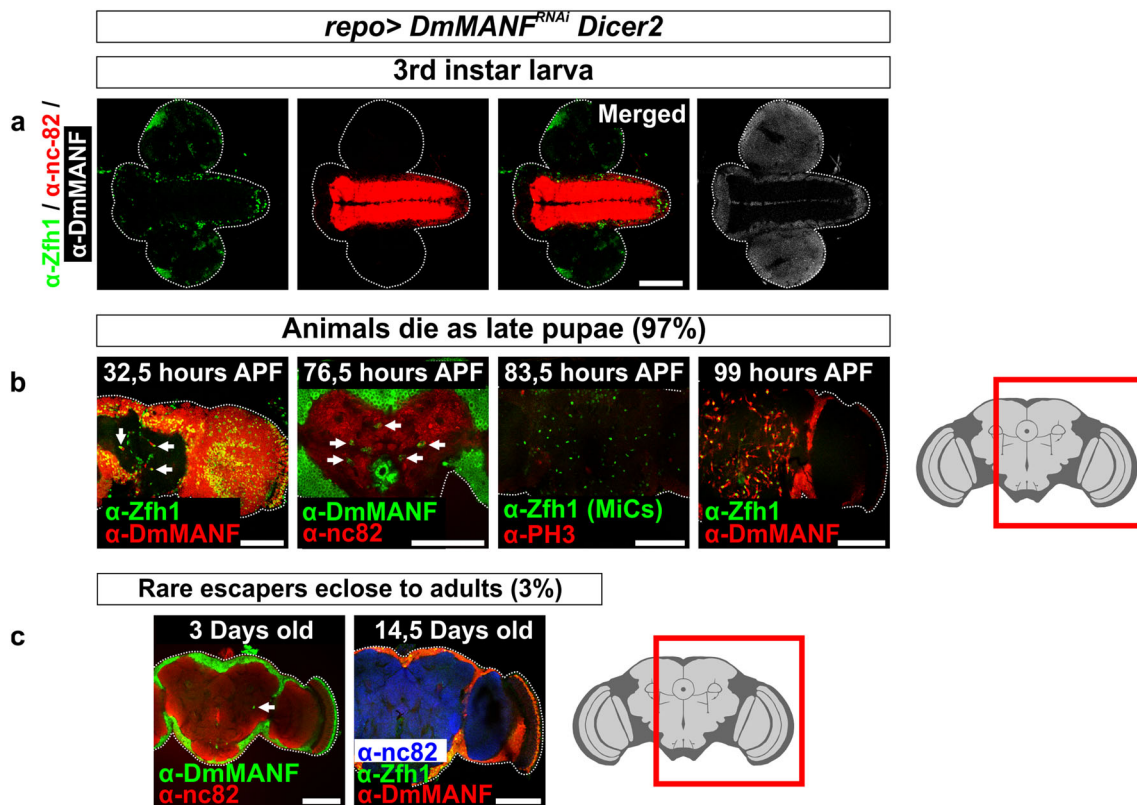 repo> DmMANF^RNAi Dicer2
3rd instar larva
a
α-Zfh1 / α-nc-82 /
α-DmMANF
Merged
Animals die as late pupae (97%)
b
32,5 hours APF
α-Zfh1
α-DmMANF
76,5 hours APF
α-DmMANF
α-nc82
83,5 hours APF
α-Zfh1 (MiCs)
α-PH3
99 hours APF
α-Zfh1
α-DmMANF
Rare escapers eclose to adults (3%)
c
3 Days old
α-DmMANF
α-nc82
14,5 Days old
α-nc82
α-Zfh1
α-DmMANF